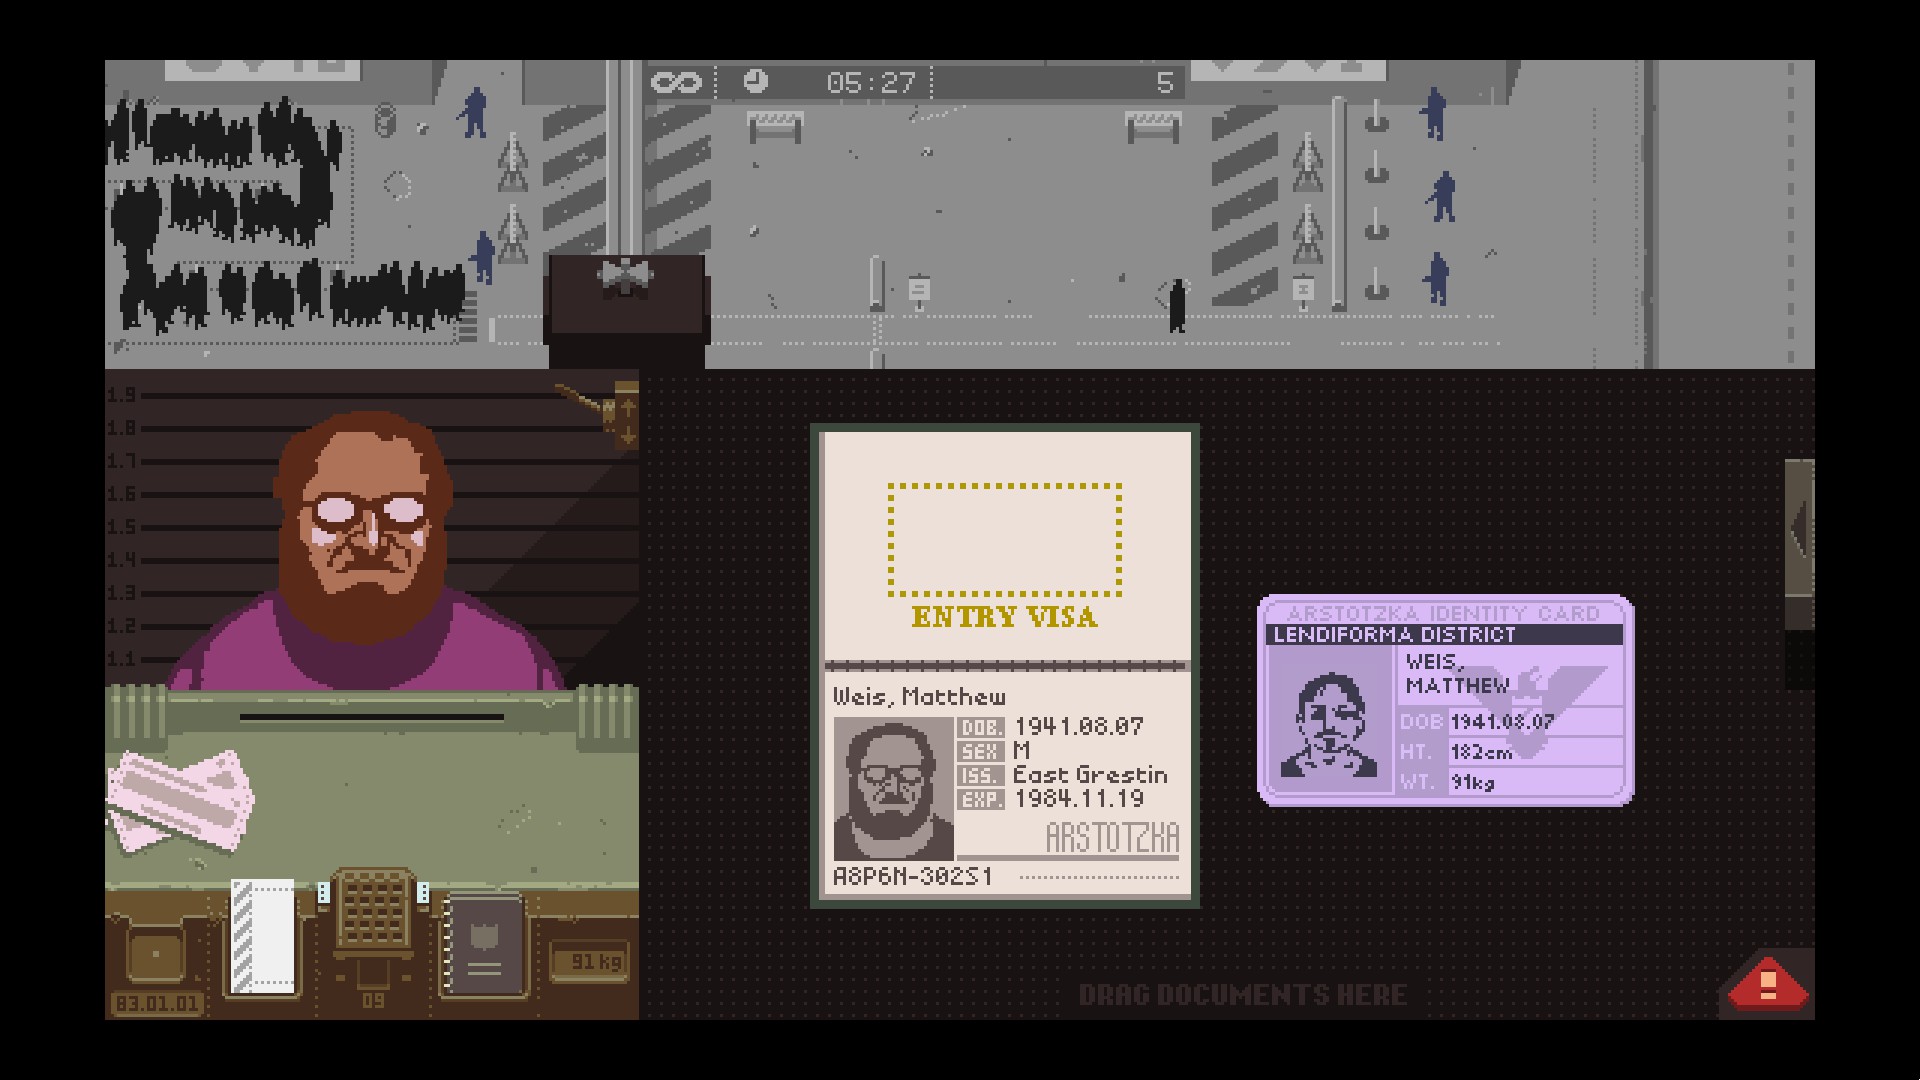 05:27
5
1.9
1.8
1.7
1.6
1.5
1.4
1.3
1.2
1.1
ENTRY VISA
Weis, Matthew
DOB. 1941.08.07
SEX M
ISS. East Grestin
EXP. 1984.11.19
ARSTOTZKA
A8P6N-302S1
ARSTOTZKA IDENTITY CARD
LENDIFORMA DISTRICT
WEIS,
MATTHEW
DOB 1941.08.07
HT. 182cm
WT. 91kg
91kg
83.01.01
09
DRAG DOCUMENTS HERE